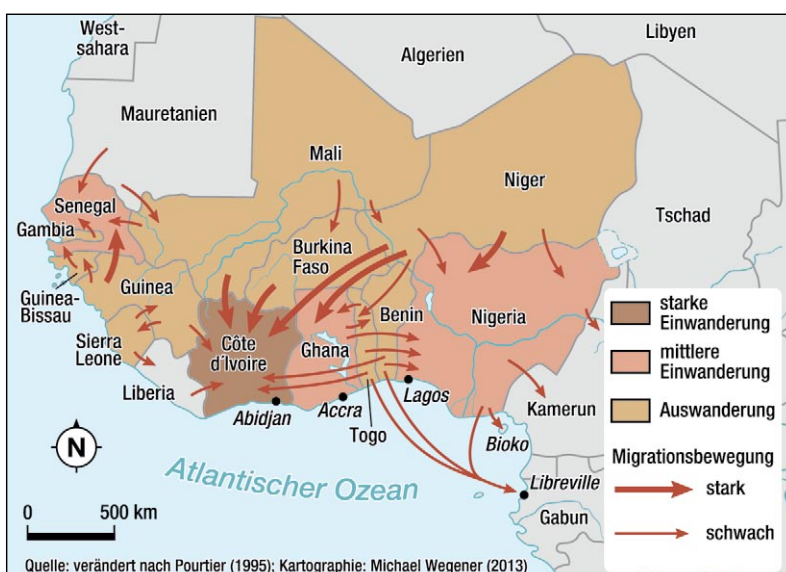 West-
sahara
Algerien
Libyen
Mauretanien
Mali
Niger
Tschad
Senegal
Gambia
Guinea-
Bissau
Guinea
Burkina
Faso
Benin
Nigeria
Sierra
Leone
Côte
d'Ivoire
Ghana
Liberia
Abidjan
Accra
Lagos
Togo
Kamerun
Bioko
Libreville
Gabun
N
Atlantischer Ozean
0
500 km
starke
Einwanderung
mittlere
Einwanderung
Auswanderung
Migrationsbewegung
stark
schwach
Quelle: verändert nach Pourtier (1995); Kartographie: Michael Wegener (2013)